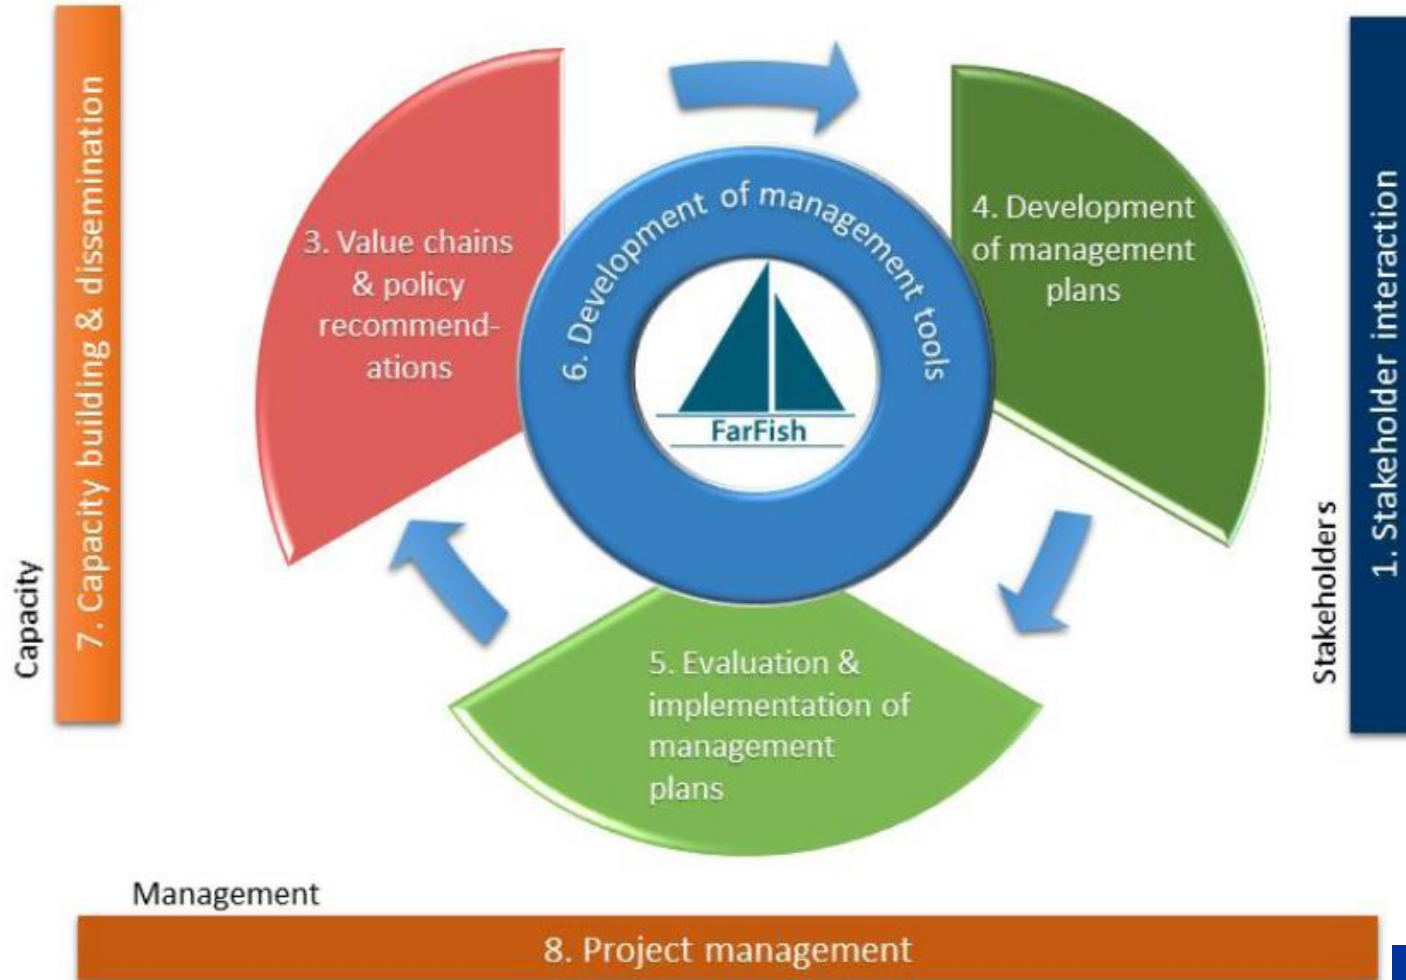 7. Capacity building & dissemination
Capacity
3. Value chains
& policy
recommend-
ations
6. Development of management tools
FarFish
4. Development
of management
plans
5. Evaluation &
implementation of
management
plans
Stakeholders
1. Stakeholder interaction
Management
8. Project management